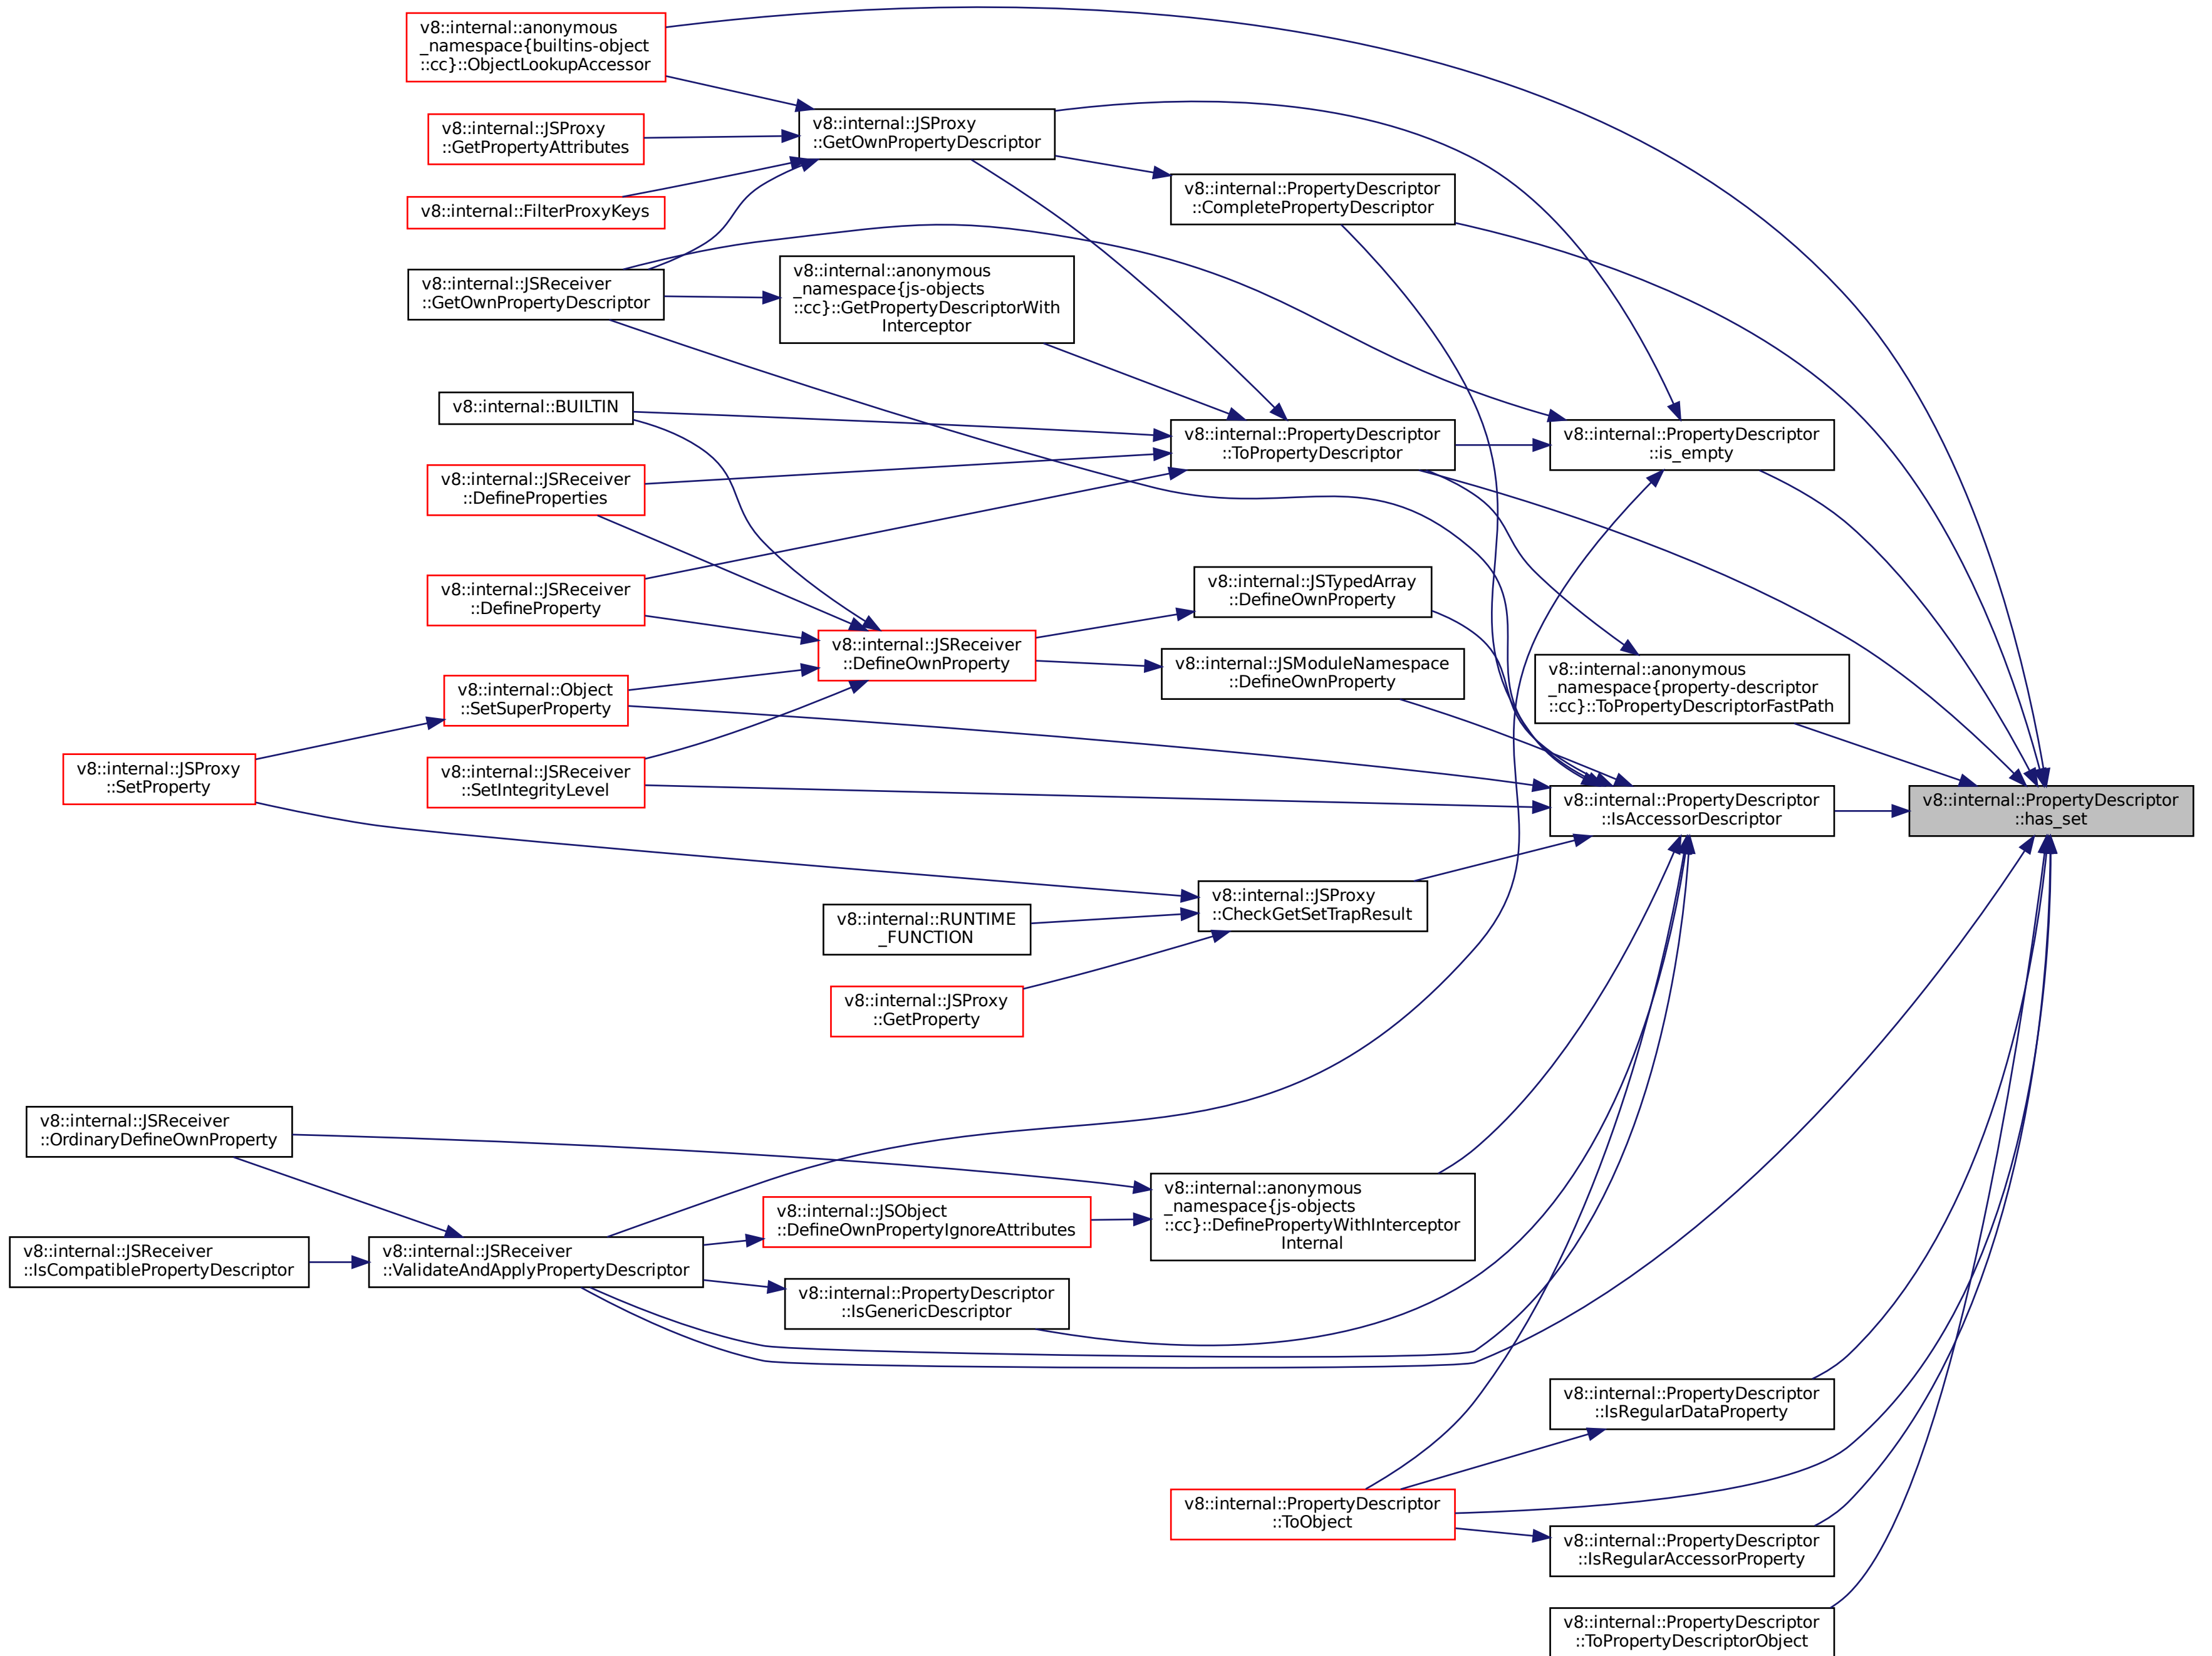 v8::internal::anonymous
_namespace{builtins-object
::cc}::ObjectLookupAccessor
v8::internal::JSProxy
::GetOwnPropertyDescriptor
v8::internal::JSProxy
::GetPropertyAttributes
v8::internal::PropertyDescriptor
::CompletePropertyDescriptor
v8::internal::FilterProxyKeys
v8::internal::JSReceiver
::GetOwnPropertyDescriptor
v8::internal::anonymous
_namespace{js-objects
::cc}::GetPropertyDescriptorWith
Interceptor
v8::internal::BUILTIN
v8::internal::PropertyDescriptor
::ToPropertyDescriptor
v8::internal::PropertyDescriptor
::is_empty
v8::internal::JSReceiver
::DefineProperties
v8::internal::JSReceiver
::DefineProperty
v8::internal::JSTypedArray
::DefineOwnProperty
v8::internal::JSReceiver
::DefineOwnProperty
v8::internal::JSModuleNamespace
::DefineOwnProperty
v8::internal::anonymous
_namespace{property-descriptor
::cc}::ToPropertyDescriptorFastPath
v8::internal::Object
::SetSuperProperty
v8::internal::JSProxy
::SetProperty
v8::internal::JSReceiver
::SetIntegrityLevel
v8::internal::PropertyDescriptor
::IsAccessorDescriptor
v8::internal::PropertyDescriptor
::has_set
v8::internal::JSProxy
::CheckGetSetTrapResult
v8::internal::RUNTIME
_FUNCTION
v8::internal::JSProxy
::GetProperty
v8::internal::JSReceiver
::OrdinaryDefineOwnProperty
v8::internal::anonymous
_namespace{js-objects
::cc}::DefinePropertyWithInterceptor
Internal
v8::internal::JSObject
::DefineOwnPropertyIgnoreAttributes
v8::internal::JSReceiver
::IsCompatiblePropertyDescriptor
v8::internal::JSReceiver
::ValidateAndApplyPropertyDescriptor
v8::internal::PropertyDescriptor
::IsGenericDescriptor
v8::internal::PropertyDescriptor
::IsRegularDataProperty
v8::internal::PropertyDescriptor
::ToObject
v8::internal::PropertyDescriptor
::IsRegularAccessorProperty
v8::internal::PropertyDescriptor
::ToPropertyDescriptorObject